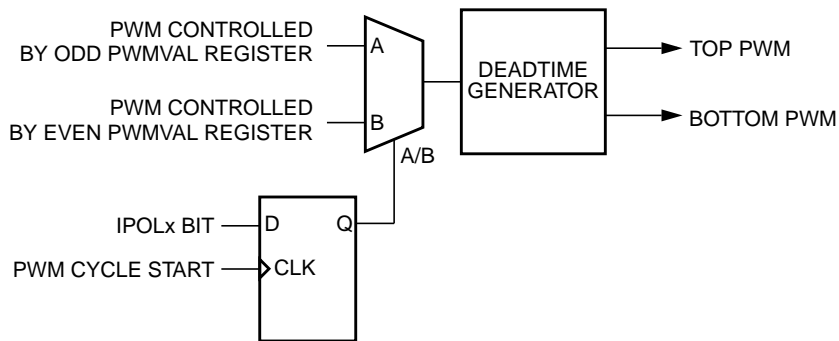 PWM CONTROLLED
BY ODD PWMVAL REGISTER
A
DEADTIME
GENERATOR
TOP PWM
PWM CONTROLLED
BY EVEN PWMVAL REGISTER
B
BOTTOM PWM
A/B
IPOLx BIT
D
Q
PWM CYCLE START
CLK